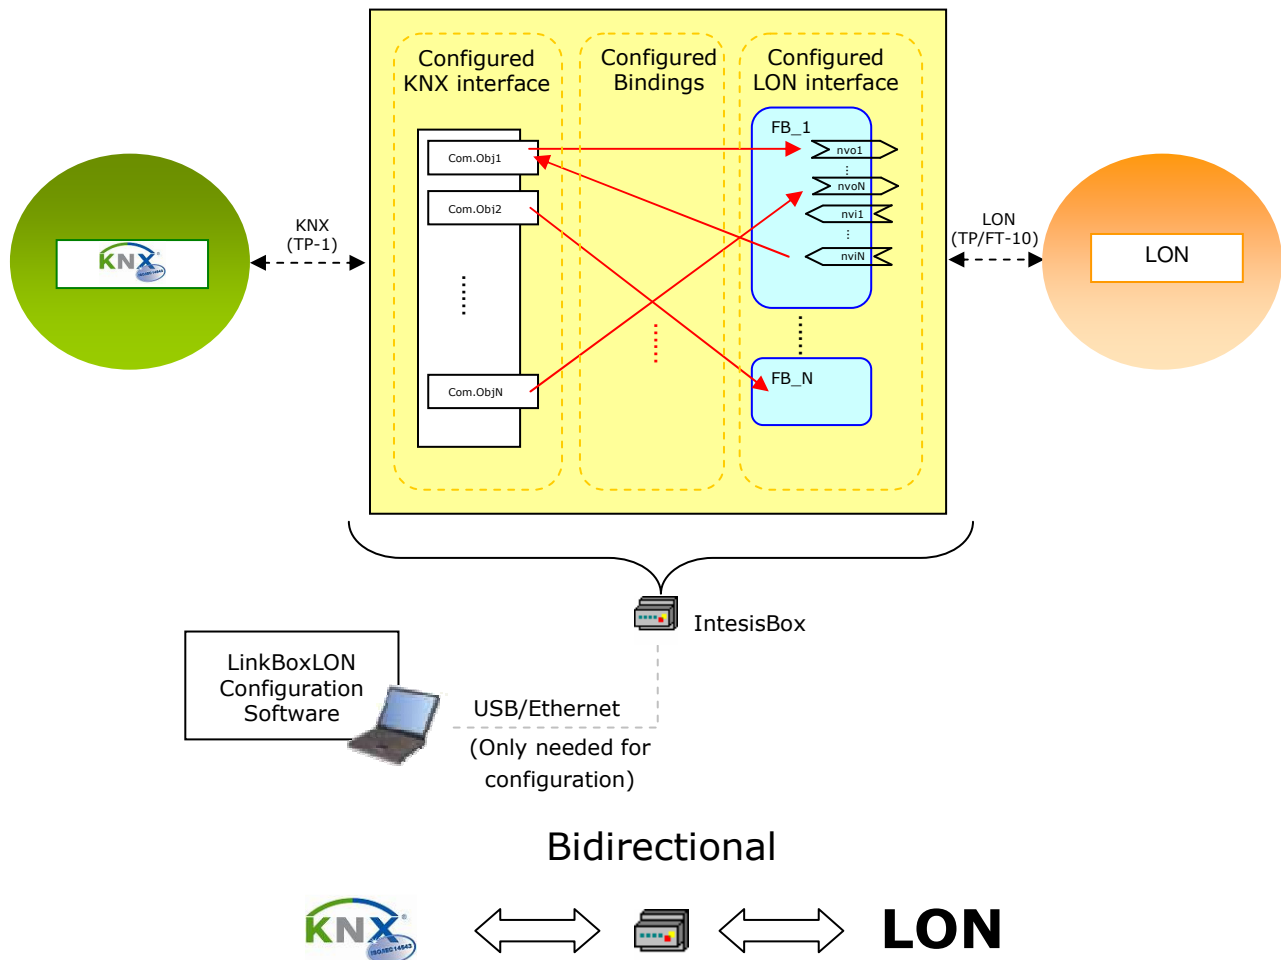 Configured
KNX interface
Configured
Bindings
Configured
LON interface
FB_1
Com.Obj1
nvo1
nvoN
Com.Obj2
nvi1
nviN
KNX
(TP-1)
LON
(TP/FT-10)
KNX
LON
Com.ObjN
FB_N
IntesisBox
LinkBoxLON
Configuration
Software
USB/Ethernet
(Only needed for
configuration)
Bidirectional
KNX
ISO/IEC14543
LON